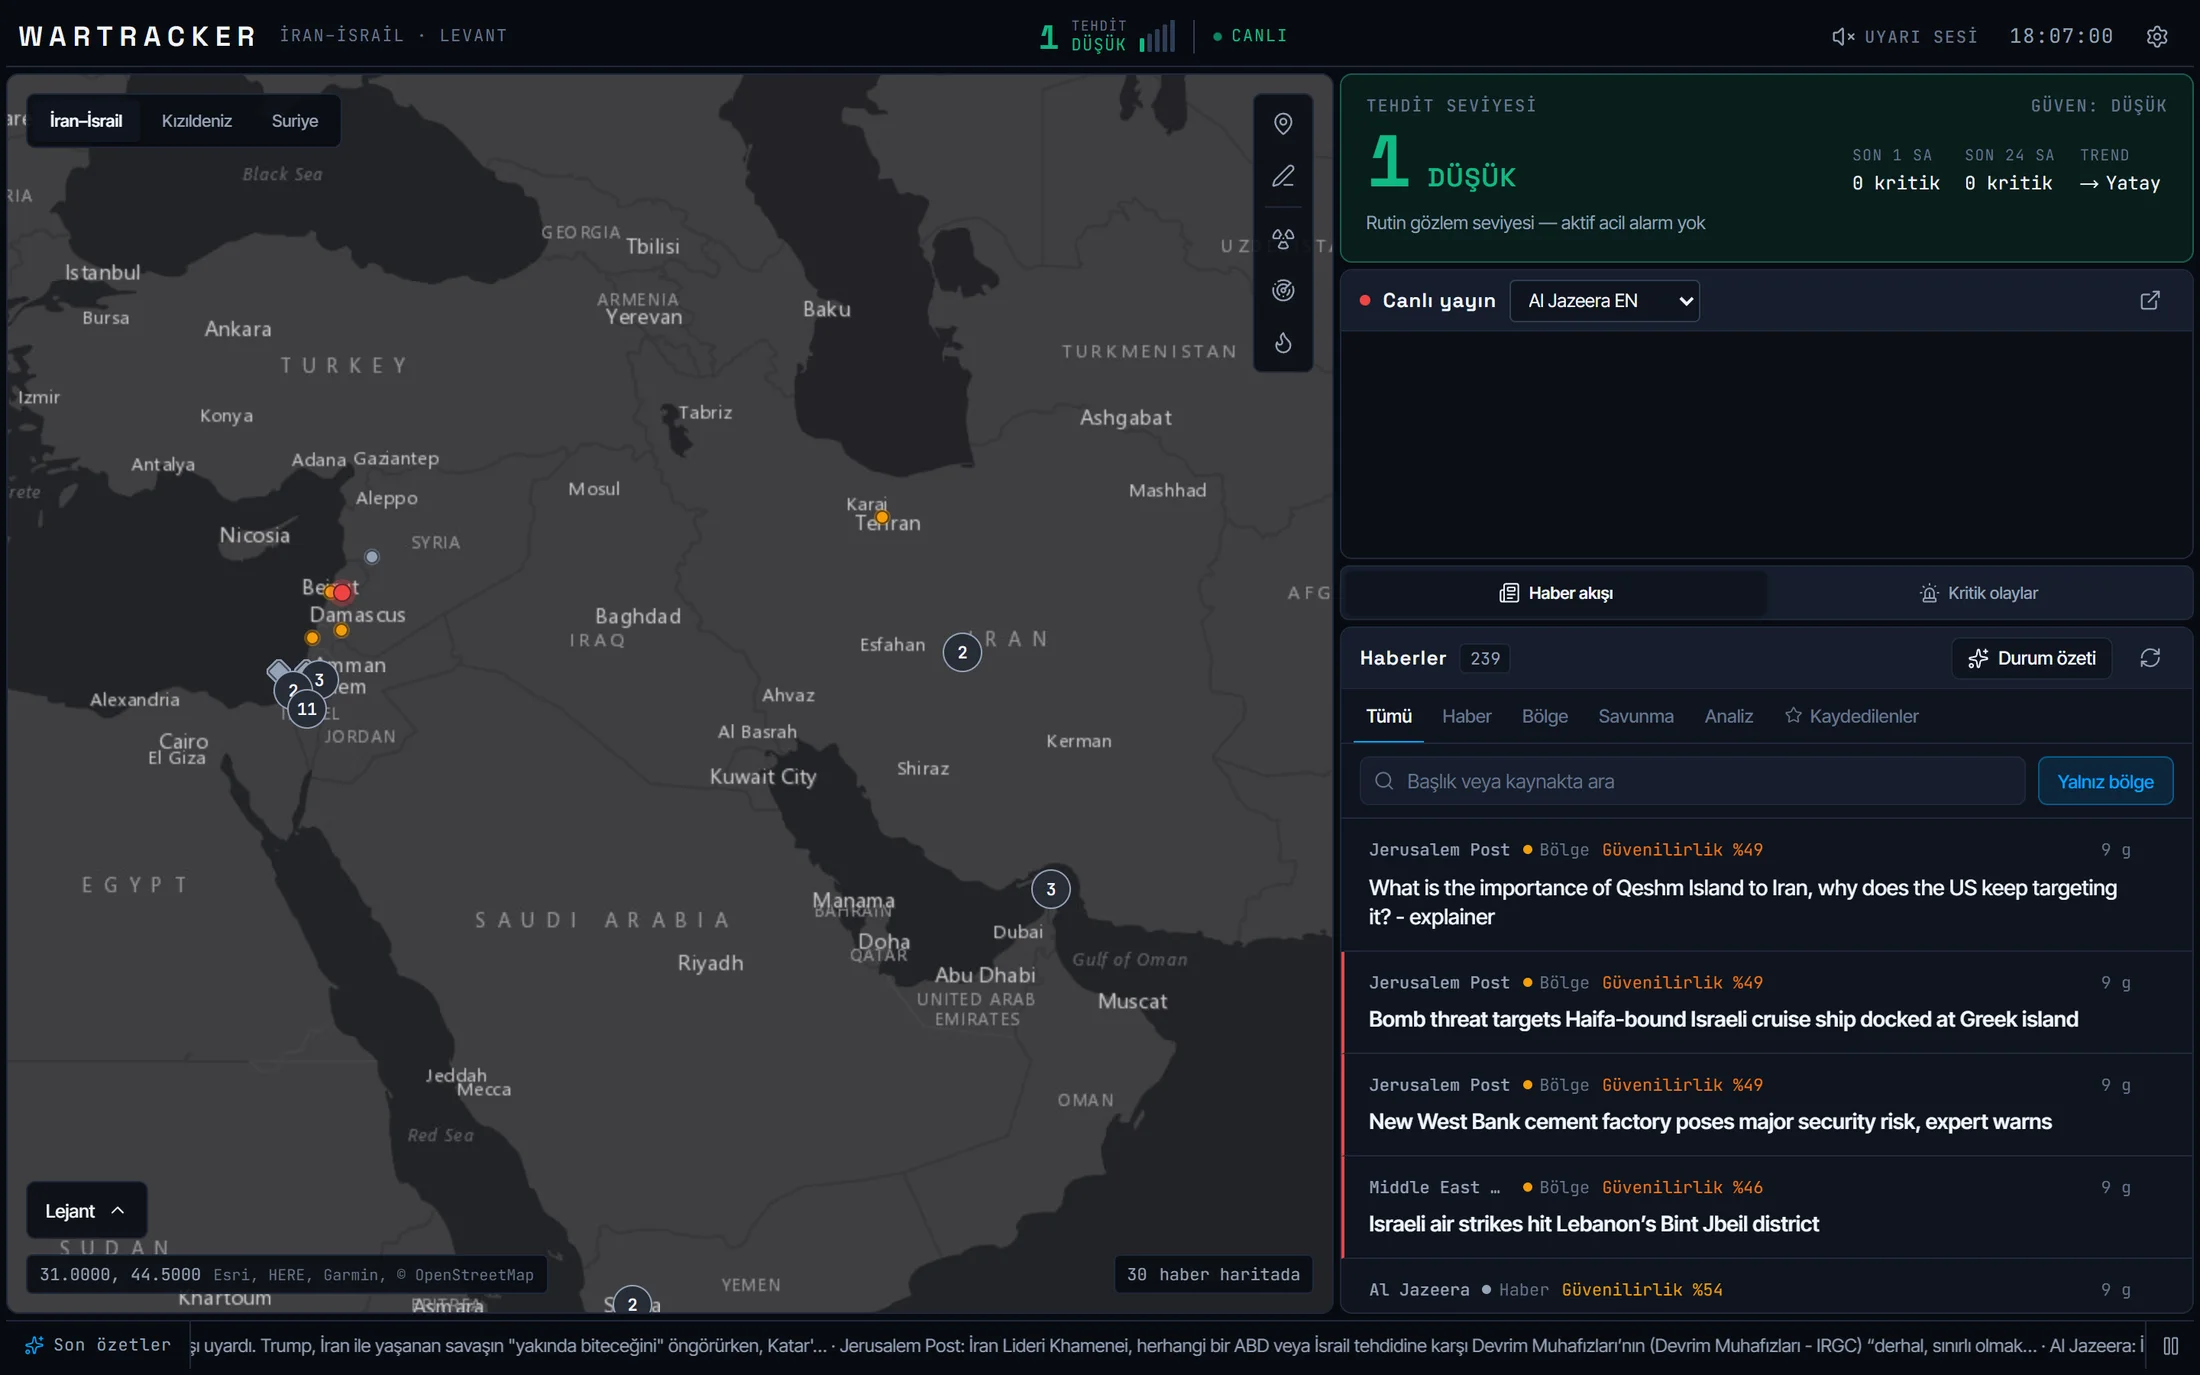 WARTRACKER İRAN–İSRAİL · LEVANT
1 TEHDİT DÜŞÜK
CANLI
UYARI SESİ 18:07:00
İran–İsrail Kızıldeniz Suriye
Black Sea
GEORGIA
Tbilisi
Istanbul
ARMENIA
Yerevan
Baku
Bursa
Ankara
TURKEY
TURKMENISTAN
Izmir
Konya
Tabriz
Ashgabat
Antalya
Adana Gaziantep
Mosul
Mashhad
Aleppo
Karaj
Nicosia
SYRIA
Damascus
Baghdad
IRAQ
Esfahan
2
3
2
11
Alexandria
JORDAN
Ahvaz
Al Basrah
Cairo
El Giza
Kerman
Kuwait City
Shiraz
EGYPT
3
Manama
BAHRAIN
SAUDI ARABIA
Dubai
Doha
QATAR
Riyadh
Gulf of Oman
Abu Dhabi
UNITED ARAB
EMIRATES
Muscat
Jeddah
Mecca
OMAN
Red Sea
Lejant
SUDAN
31.0000, 44.5000 Esri, HERE, Garmin, © OpenStreetMap
30 haber haritada
YEMEN
Khartoum
Asmara
2
TEHDİT SEVİYESİ
GÜVEN: DÜŞÜK
1 DÜŞÜK
SON 1 SA SON 24 SA TREND
0 kritik 0 kritik → Yatay
Rutin gözlem seviyesi — aktif acil alarm yok
Canlı yayın Al Jazeera EN
Haber akışı Kritik olaylar
Haberler 239 Durum özeti
Tümü Haber Bölge Savunma Analiz Kaydedilenler
Başlık veya kaynakta ara Yalnız bölge
Jerusalem Post Bölge Güvenilirlik %49 9 g
What is the importance of Qeshm Island to Iran, why does the US keep targeting
it? - explainer
Jerusalem Post Bölge Güvenilirlik %49 9 g
Bomb threat targets Haifa-bound Israeli cruise ship docked at Greek island
Jerusalem Post Bölge Güvenilirlik %49 9 g
New West Bank cement factory poses major security risk, expert warns
Middle East … Bölge Güvenilirlik %46 9 g
Israeli air strikes hit Lebanon’s Bint Jbeil district
Al Jazeera Haber Güvenilirlik %54 9 g
Son özetler
uyardı. Trump, İran ile yaşanan savaşın "yakında biteceğini" öngörürken, Katar'... · Jerusalem Post: İran Lideri Khamenei, herhangi bir ABD veya İsrail tehdidine karşı Devrim Muhafızları’nın (Devrim Muhafızları - IRGC) “derhal, sınırlı olmak... · Al Jazeera: İ